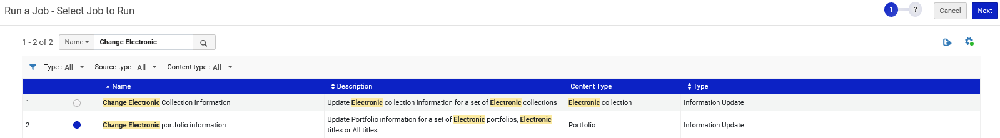 Run a Job - Select Job to Run
1
?
Cancel
Next
1 - 2 of 2
Name
Change Electronic
Type : All
Source type : All
Content type : All
Name
Description
Content Type
Type
1
Change Electronic Collection information
Update Electronic collection information for a set of Electronic collections
Electronic collection
Information Update
2
Change Electronic portfolio information
Update Portfolio information for a set of Electronic portfolios, Electronic
titles or All titles
Portfolio
Information Update